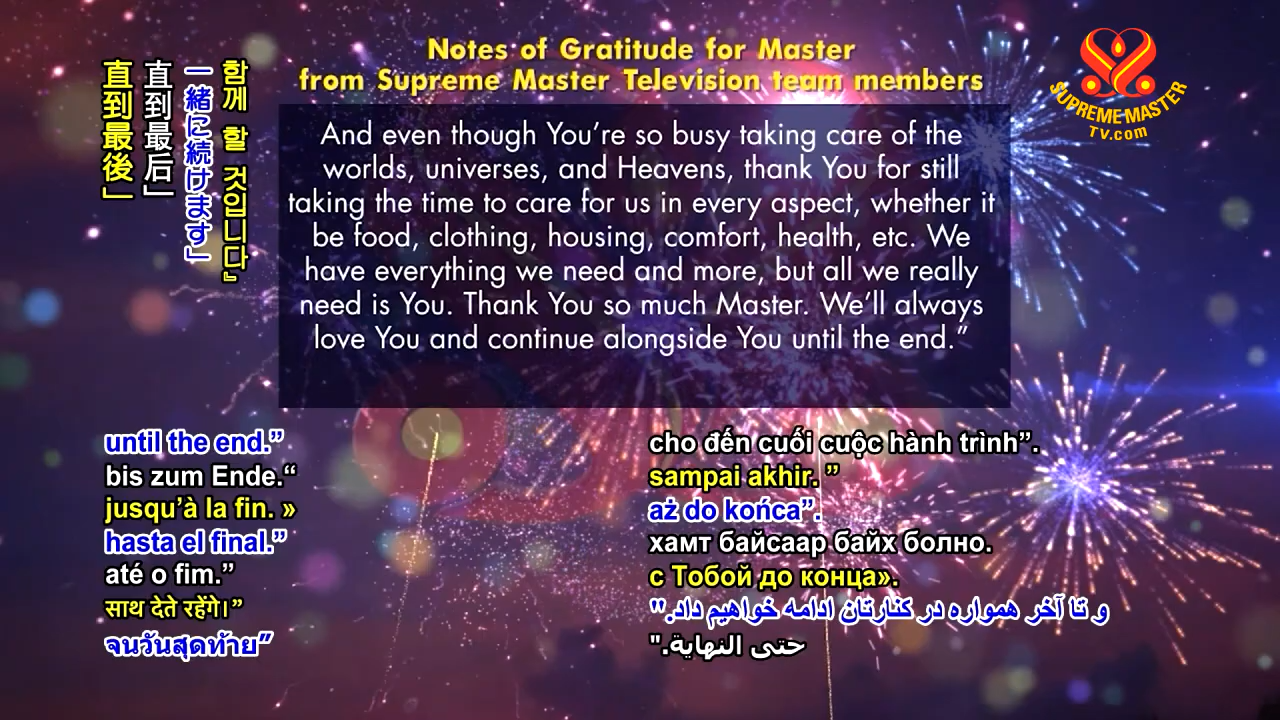 Notes of Gratitude for Master
from Supreme Master Television team members
SUPREME MASTER
TV.com
And even though You’re so busy taking care of the
worlds, universes, and Heavens, thank You for still
taking the time to care for us in every aspect, whether it
be food, clothing, housing, comfort, health, etc. We
have everything we need and more, but all we really
need is You. Thank You so much Master. We’ll always
love You and continue alongside You until the end.”
함께 할 것입니다』
一緒に続けます」
直到最后」
直到最後」
until the end.”
bis zum Ende.“
jusqu’à la fin. »
hasta el final.”
até o fim.”
साथ देते रहेंगे।”
จนวันสุดท้าย”
cho đến cuối cuộc hành trình”.
sampai akhir. ”
aż do końca”.
хамт байсаар байх болно.
с Тобой до конца».
و تا آخر همواره در کنارتان ادامه خواهیم داد."
حتى النهاية."